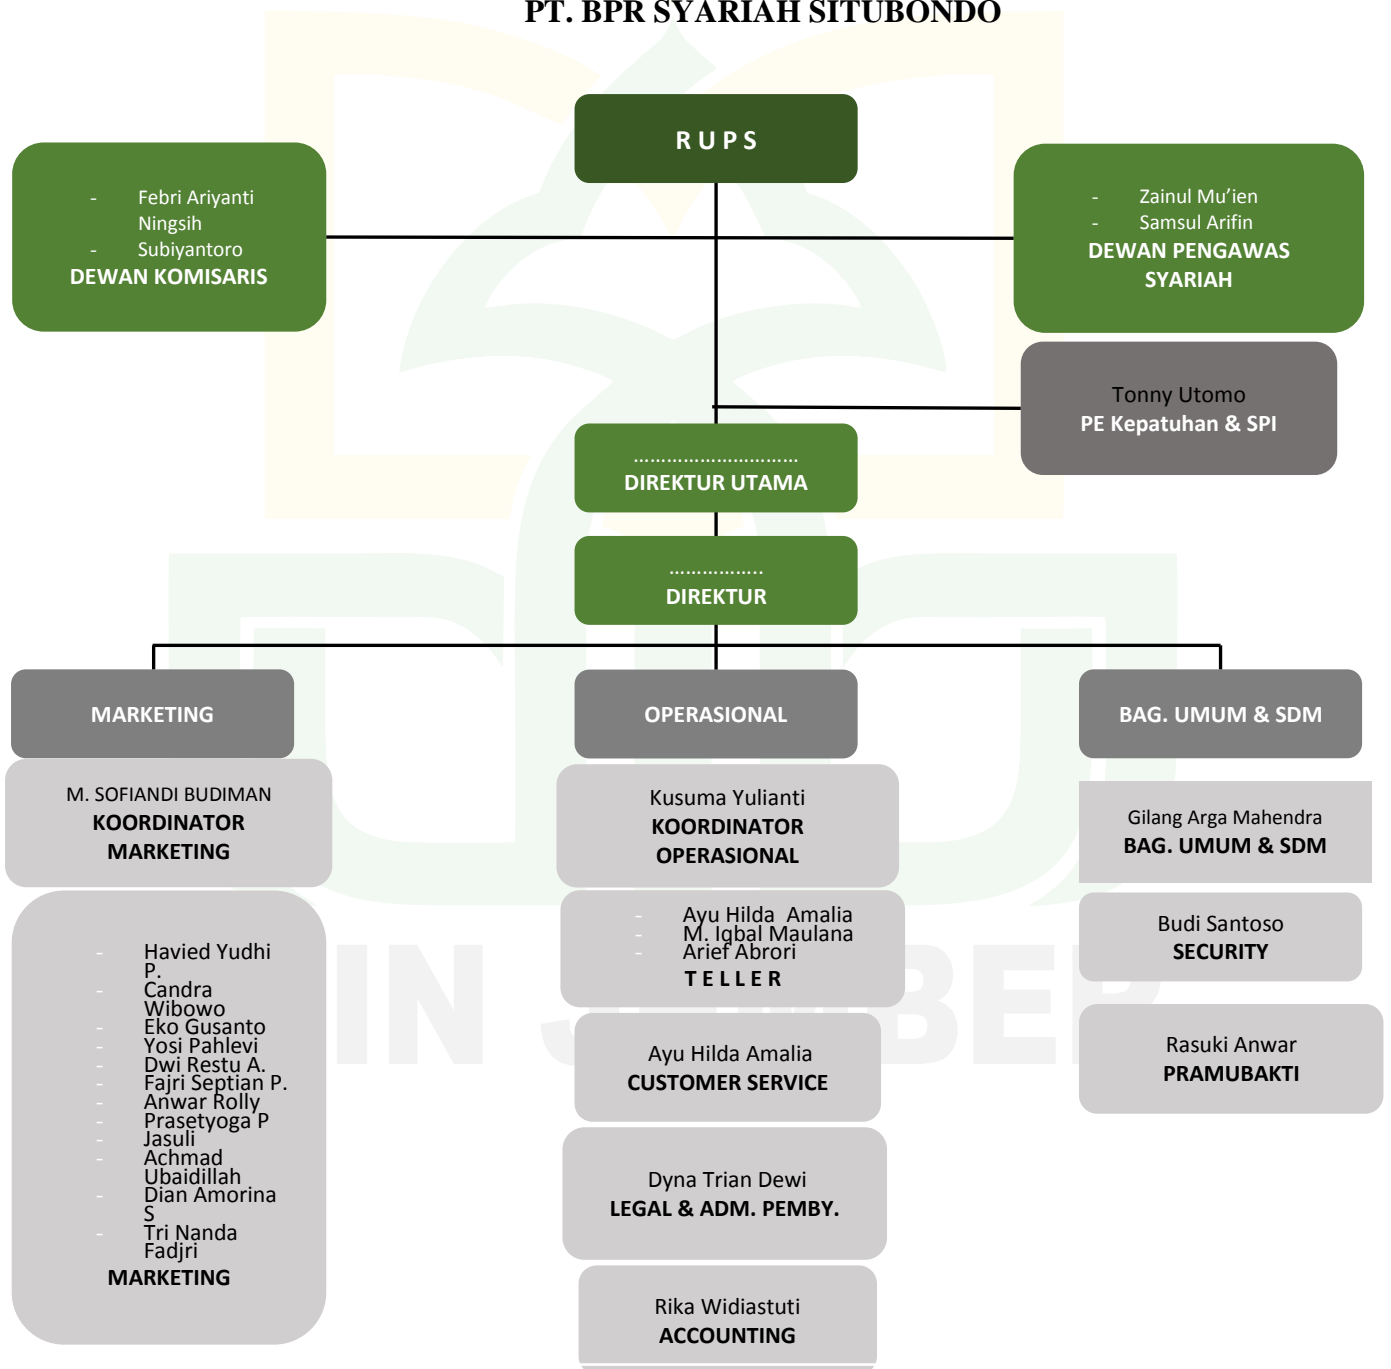 PT. BPR SYARIAH SITUBONDO
R U P S
- Febri Ariyanti
Ningsih
- Subiyantoro
DEWAN KOMISARIS
- Zainul Mu’ien
- Samsul Arifin
DEWAN PENGAWAS
SYARIAH
Tonny Utomo
PE Kepatuhan & SPI
…………………………
DIREKTUR UTAMA
……………..
DIREKTUR
MARKETING
OPERASIONAL
BAG. UMUM & SDM
M. SOFIANDI BUDIMAN
KOORDINATOR
MARKETING
- Havied Yudhi
P.
- Candra
Wibowo
- Eko Gusanto
- Yosi Pahlevi
- Dwi Restu A.
- Fajri Septian P.
- Anwar Rolly
- Prasetyoga P
- Jasuli
- Achmad
Ubaidillah
- Dian Amorina
S
- Tri Nanda
Fadjri
MARKETING
Kusuma Yulianti
KOORDINATOR
OPERASIONAL
- Ayu Hilda  Amalia
- M. Iqbal Maulana
- Arief Abrori
T E L L E R
Ayu Hilda Amalia
CUSTOMER SERVICE
Dyna Trian Dewi
LEGAL & ADM. PEMBY.
Rika Widiastuti
ACCOUNTING
Gilang Arga Mahendra
BAG. UMUM & SDM
Budi Santoso
SECURITY
Rasuki Anwar
PRAMUBAKTI